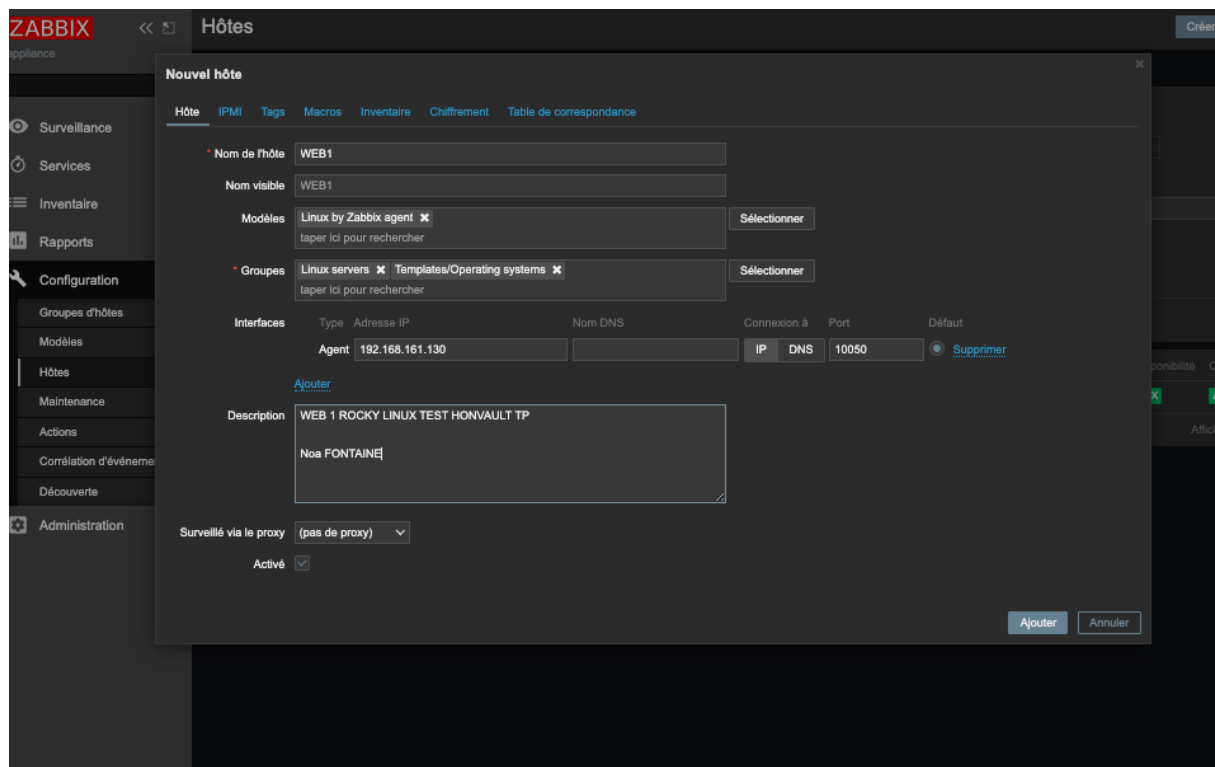 ZABBIX
Hôtes
Créer
appliance
Nouvel hôte
Hôte IPMI Tags Macros Inventaire Chiffrement Table de correspondance
Surveillance
Services
Inventaire
Rapports
Configuration
Groupes d'hôtes
Modèles
Hôtes
Maintenance
Actions
Corrélation d'événeme
Découverte
Administration
* Nom de l'hôte WEB1
Nom visible WEB1
Modèles Linux by Zabbix agent Sélectionner
taper ici pour rechercher
* Groupes Linux servers Templates/Operating systems Sélectionner
taper ici pour rechercher
Interfaces Type Adresse IP Nom DNS Connexion à Port Défaut
Agent 192.168.161.130 IP DNS 10050 Supprimer
Ajouter
Description WEB 1 ROCKY LINUX TEST HONVAULT TP
Noa FONTAINE
Surveillé via le proxy (pas de proxy)
Activé
Ajouter Annuler
ponibilité
X
Affic